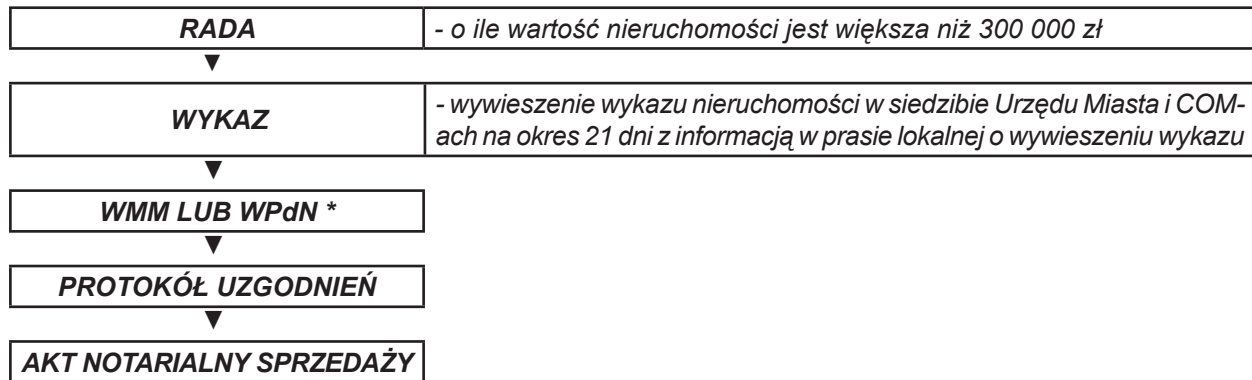 RADA - o ile wartość nieruchomości jest większa niż 300 000 zł
WYKAZ
- wywieszenie wykazu nieruchomości w siedzibie Urzędu Miasta i COM-
ach na okres 21 dni z informacją w prasie lokalnej o wywieszeniu wykazu
WMM LUB WPdN *
PROTOKÓŁ UZGODNIEŃ
AKT NOTARIALNY SPRZEDAŻY